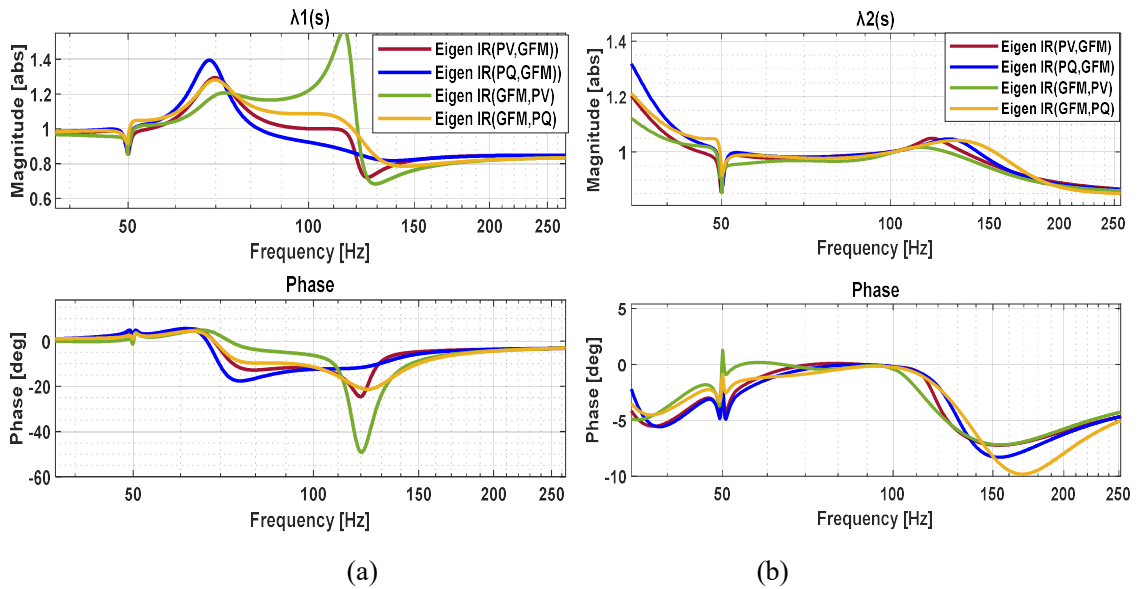 λ1(s)
Magnitude [abs]
1.4
1.2
1
0.8
0.6
Eigen IR(PV,GFM))
Eigen IR(PQ,GFM))
Eigen IR(GFM,PV)
Eigen IR(GFM,PQ)
50
100
150
200
250
Frequency [Hz]
Phase
Phase [deg]
0
-20
-40
-60
50
100
150
200
250
Frequency [Hz]
(a)
λ2(s)
Magnitude [abs]
1.4
1.2
1
Eigen IR(PV,GFM)
Eigen IR(PQ,GFM)
Eigen IR(GFM,PV)
Eigen IR(GFM,PQ)
50
100
150
200
250
Frequency [Hz]
Phase
Phase [deg]
5
0
-5
-10
50
100
150
200
250
Frequency [Hz]
(b)